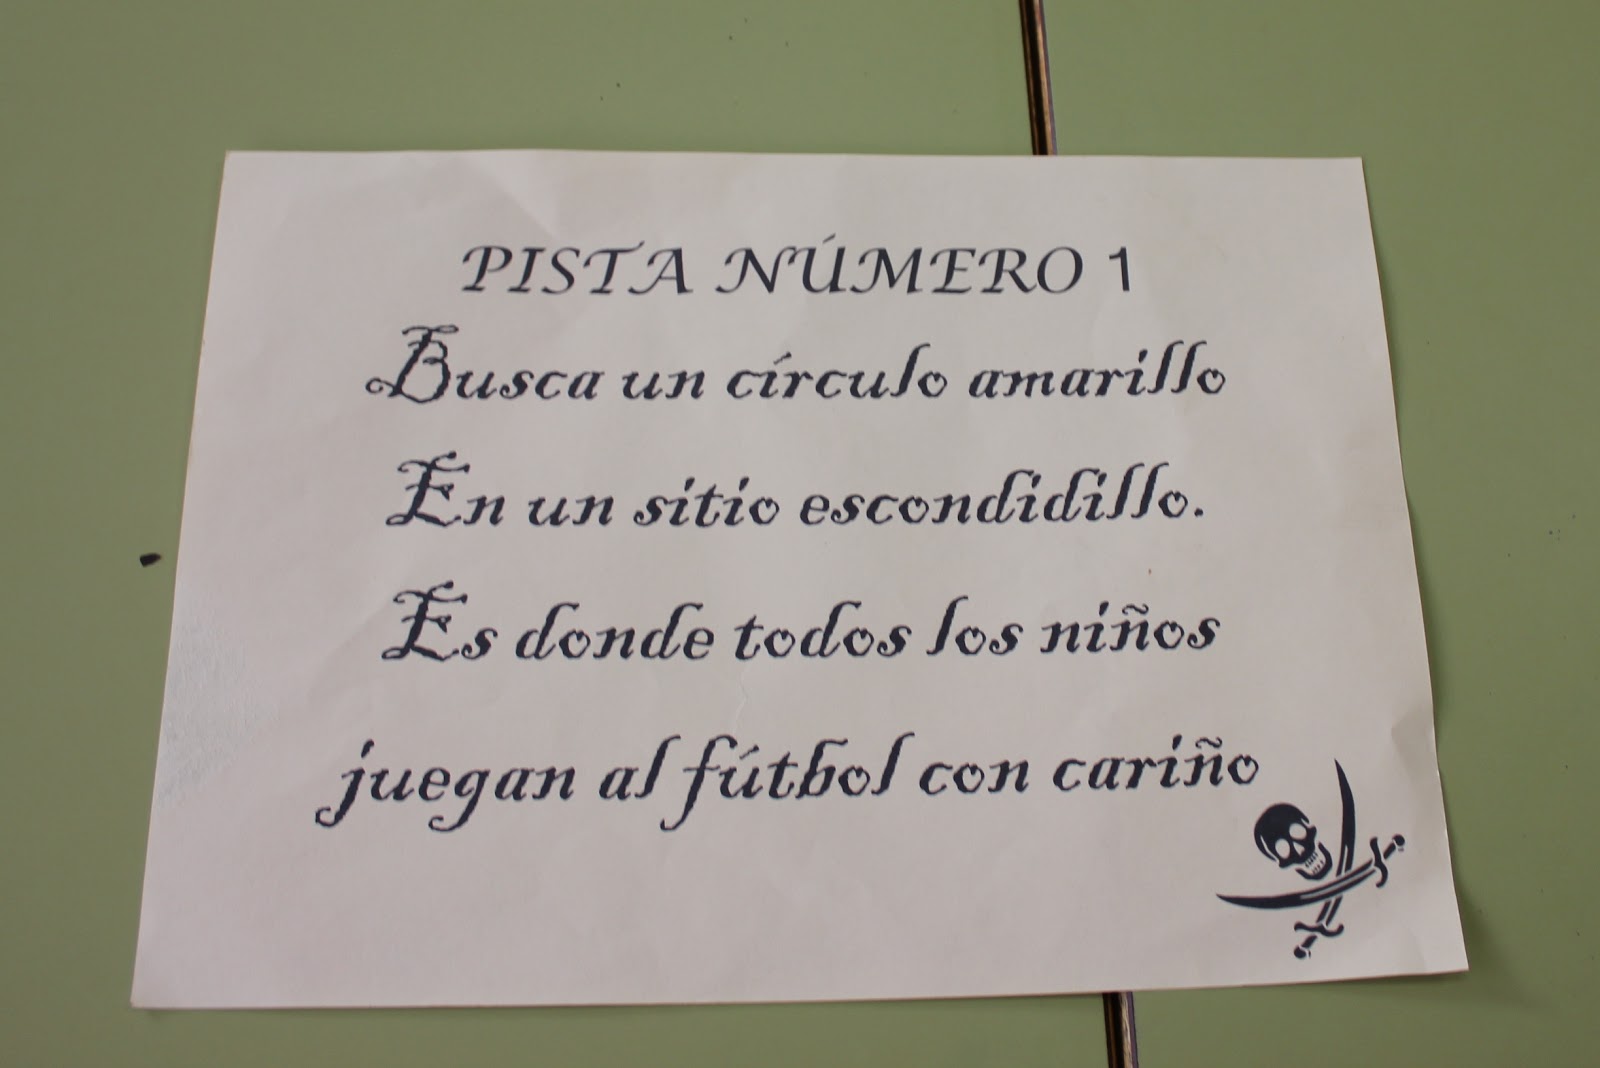 PISTA NÚMERO 1
Busca un círculo amarillo
En un sitio escondidillo.
Es donde todos los niños
juegan al fútbol con cariño